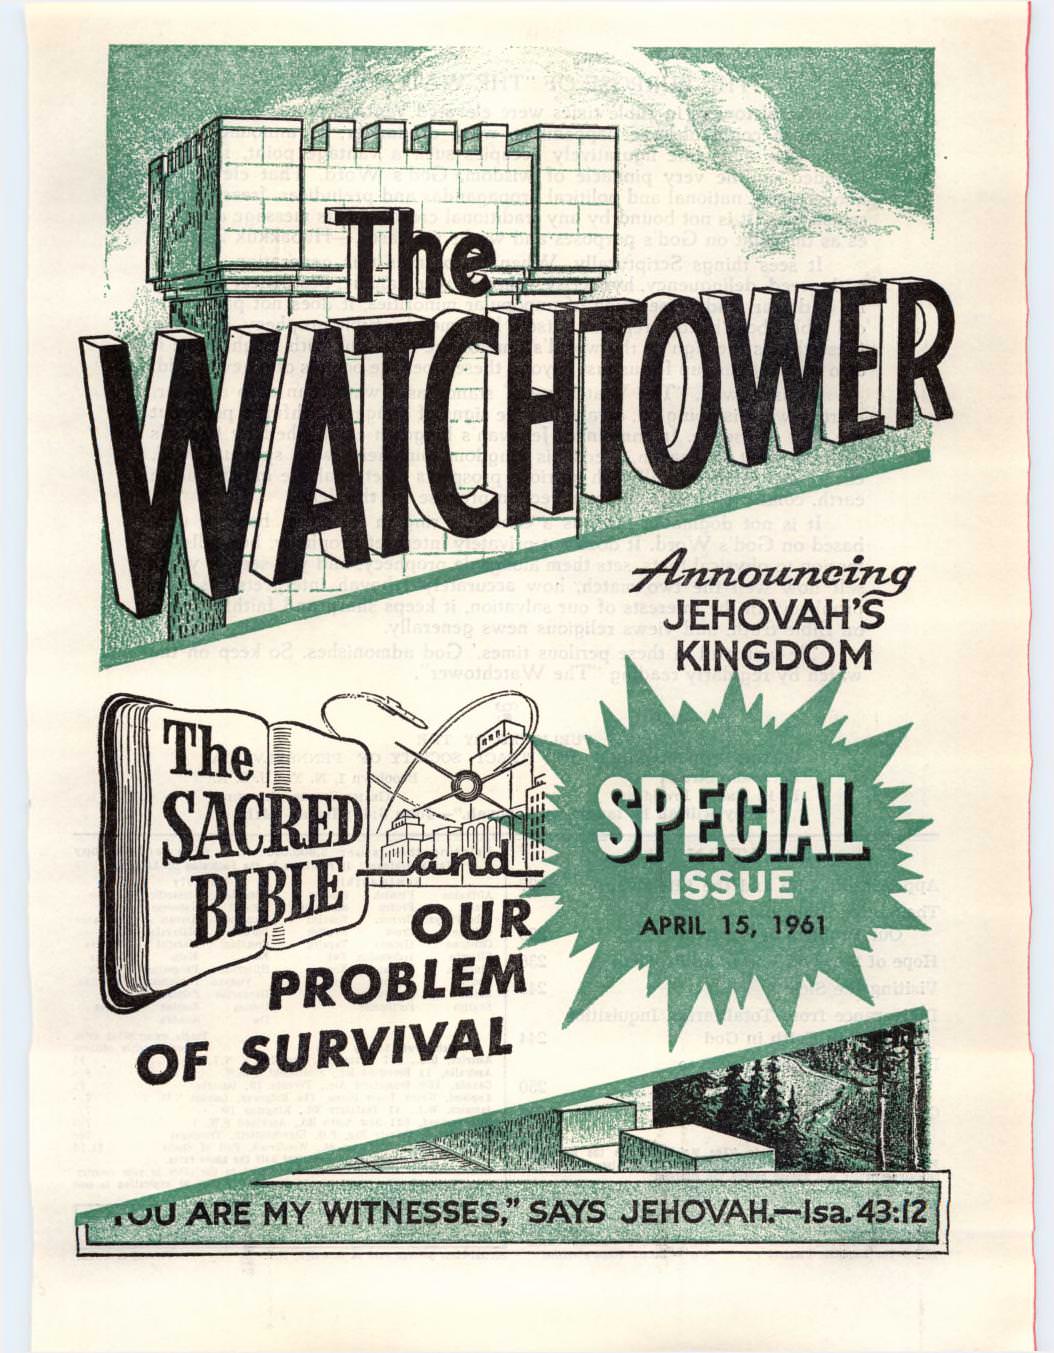 The
WATCHTOWER
Announcing
JEHOVAH'S
KINGDOM
The
SACRED
BIBLE
and
OUR
PROBLEM
OF SURVIVAL
SPECIAL
ISSUE
APRIL 15, 1961
"YOU ARE MY WITNESSES," SAYS JEHOVAH.—Isa. 43:12